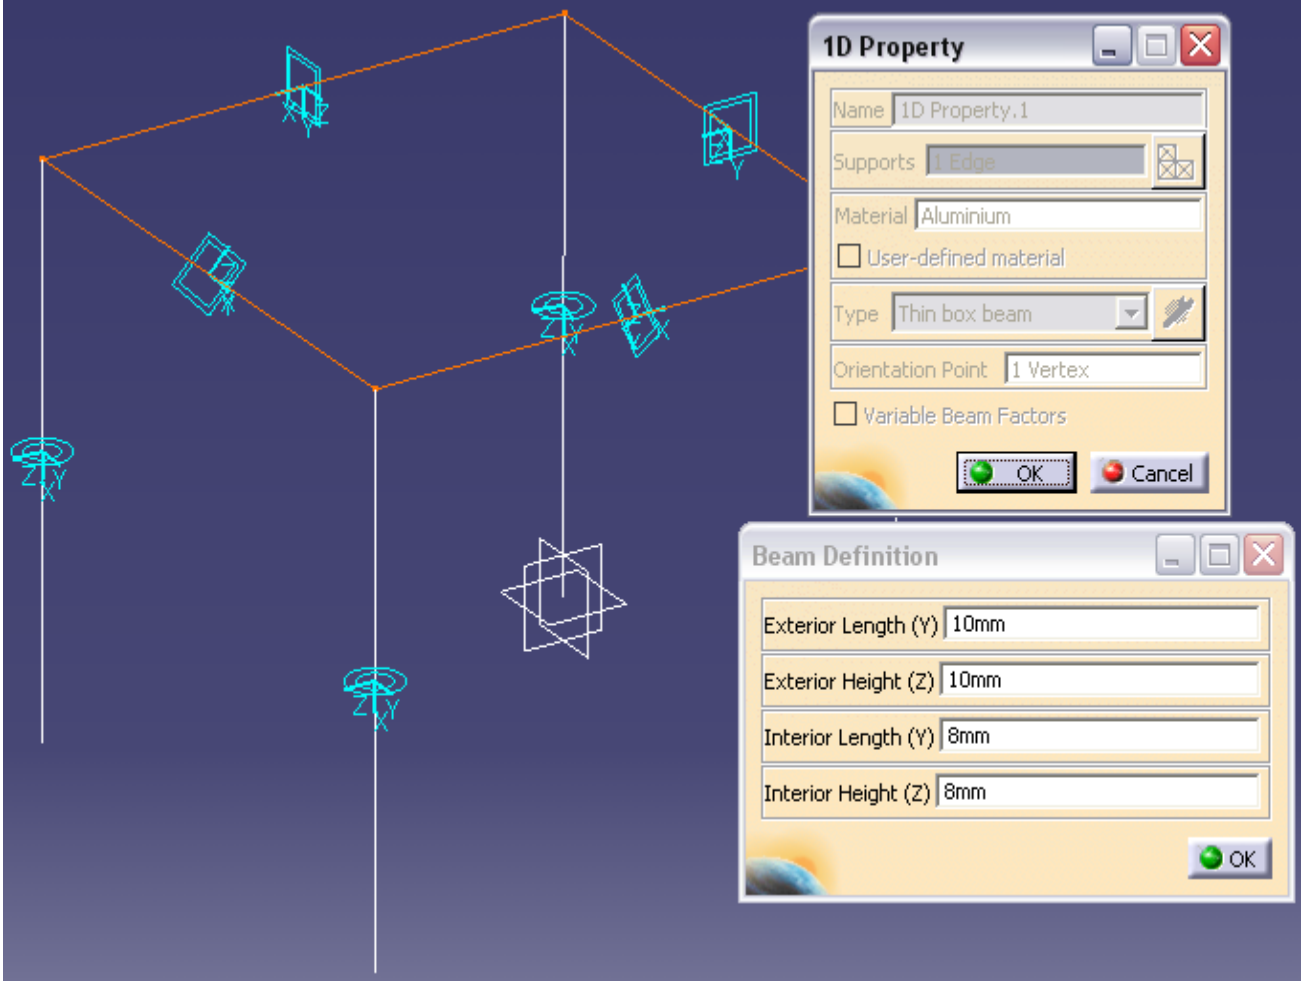 1D Property
Name 1D Property.1
Supports 1 Edge
Material Aluminium
User-defined material
Type Thin box beam
Orientation Point 1 Vertex
Variable Beam Factors
OK Cancel
Beam Definition
Exterior Length (Y) 10mm
Exterior Height (Z) 10mm
Interior Length (Y) 8mm
Interior Height (Z) 8mm
OK
X Y Z
Z Y
X
Z Y
X
Z Y
X
Z Y
X